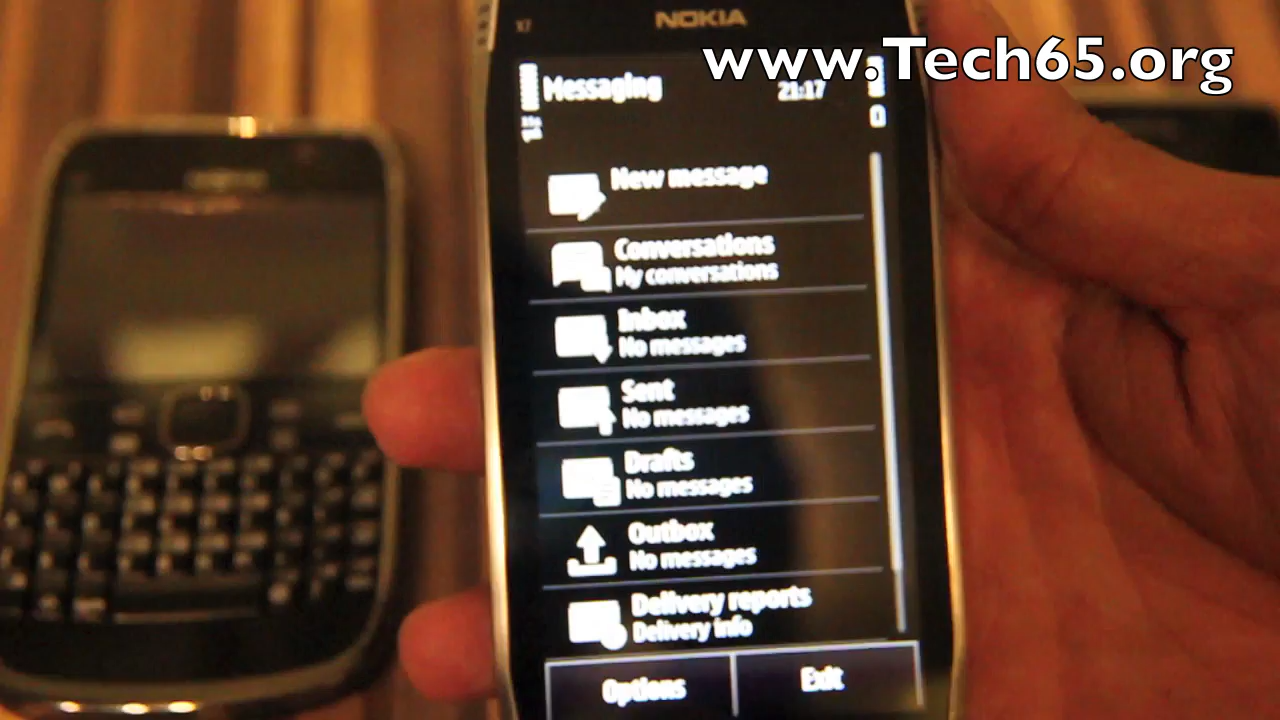 X7
NOKIA
www.Tech65.org
Messaging
21:17
New message
Conversations
My conversations
Inbox
No messages
Sent
No messages
Drafts
No messages
Outbox
No messages
Delivery reports
Delivery info
Options
Exit